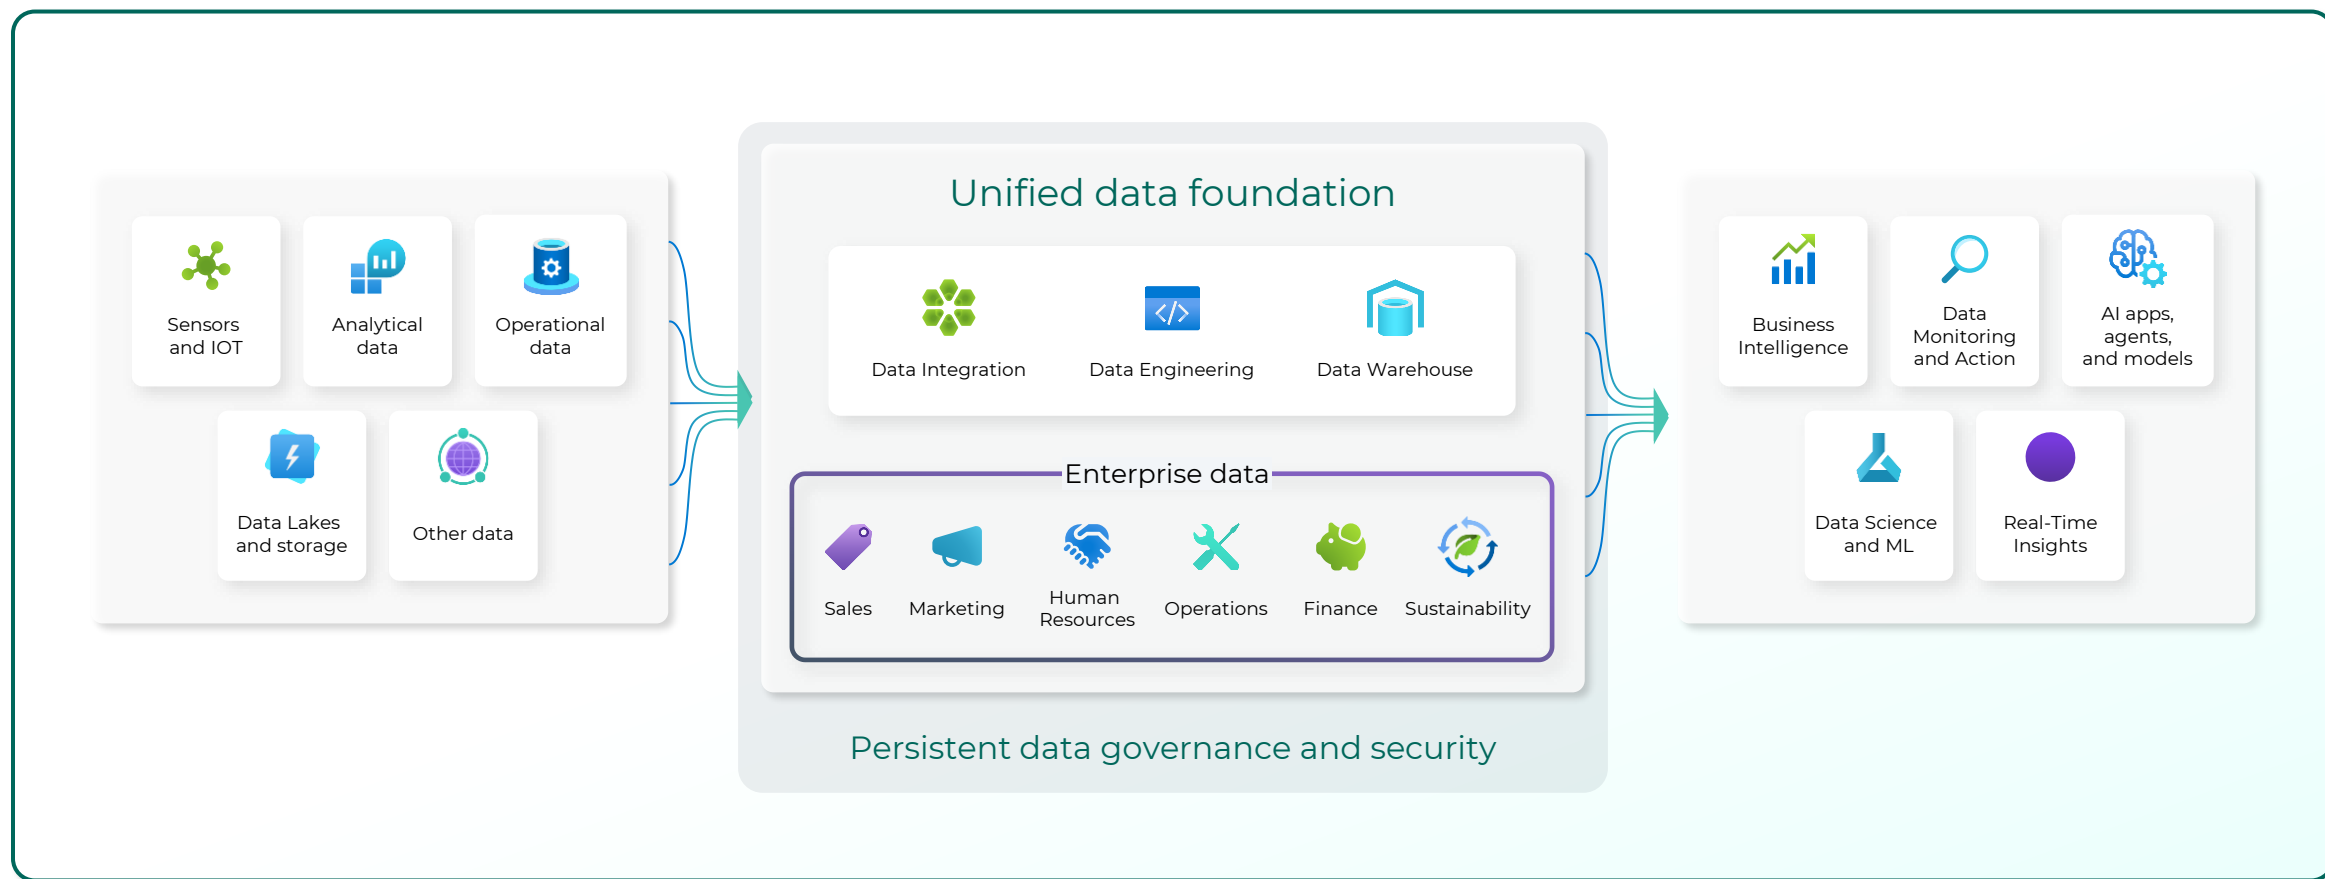 Sensors
and IOT
Analytical
data
Operational
data
Data Lakes
and storage
Other data
Unified data foundation
Data Integration
Data Engineering
Data Warehouse
Enterprise data
Sales
Marketing
Human
Resources
Operations
Finance
Sustainability
Persistent data governance and security
Business
Intelligence
Data
Monitoring
and Action
AI apps,
agents,
and models
Data Science
and ML
Real-Time
Insights